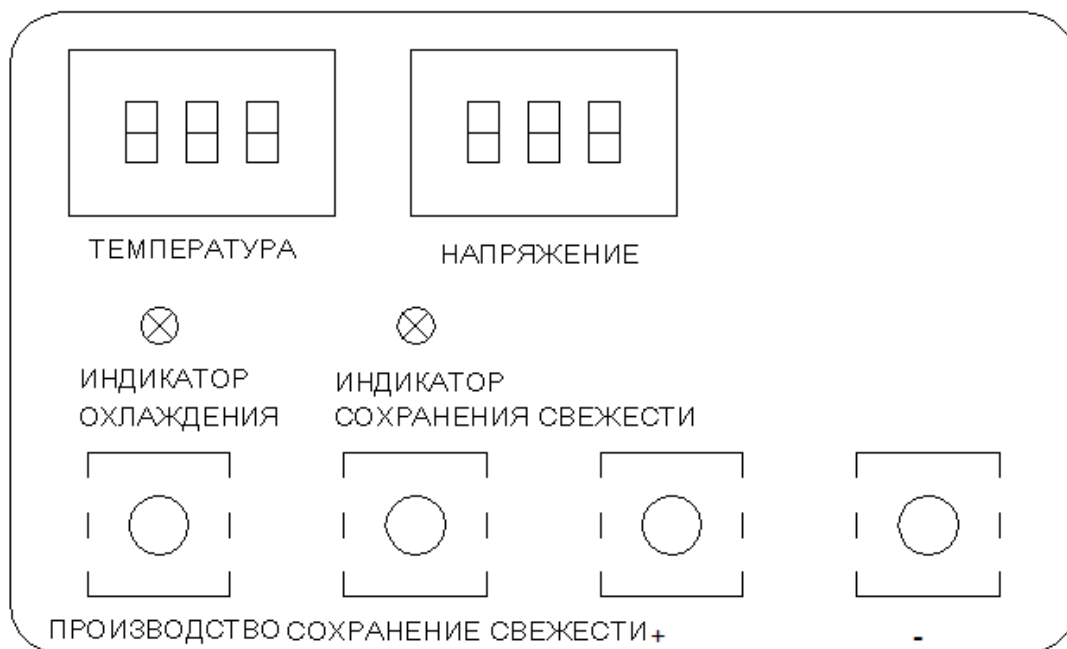 ТЕМПЕРАТУРА НАПРЯЖЕНИЕ
ИНДИКАТОР ИНДИКАТОР
ОХЛАЖДЕНИЯ СОХРАНЕНИЯ СВЕЖЕСТИ
ПРОИЗВОДСТВО СОХРАНЕНИЕ СВЕЖЕСТИ + -